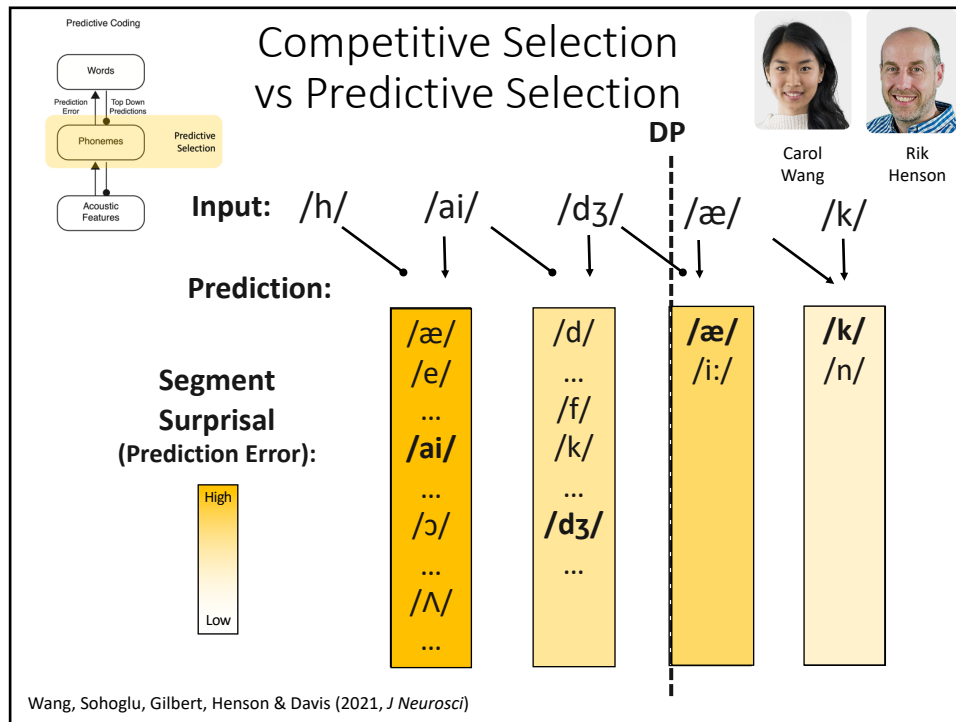 Predictive Coding
Words
Prediction
Error
Top Down
Predictions
Phonemes
Predictive
Selection
Acoustic
Features
Competitive Selection
vs Predictive Selection
Carol
Wang
Rik
Henson
DP
Input: /h/ /ai/ /dʒ/ /æ/ /k/
Prediction:
/æ/
/e/
...
/ai/
...
/ɔ/
...
/Λ/
...
/d/
...
/f/
/k/
...
/dʒ/
...
/æ/
/i:/
/k/
/n/
Segment
Surprisal
(Prediction Error):
High
Low
Wang, Sohoglu, Gilbert, Henson & Davis (2021, J Neurosci)